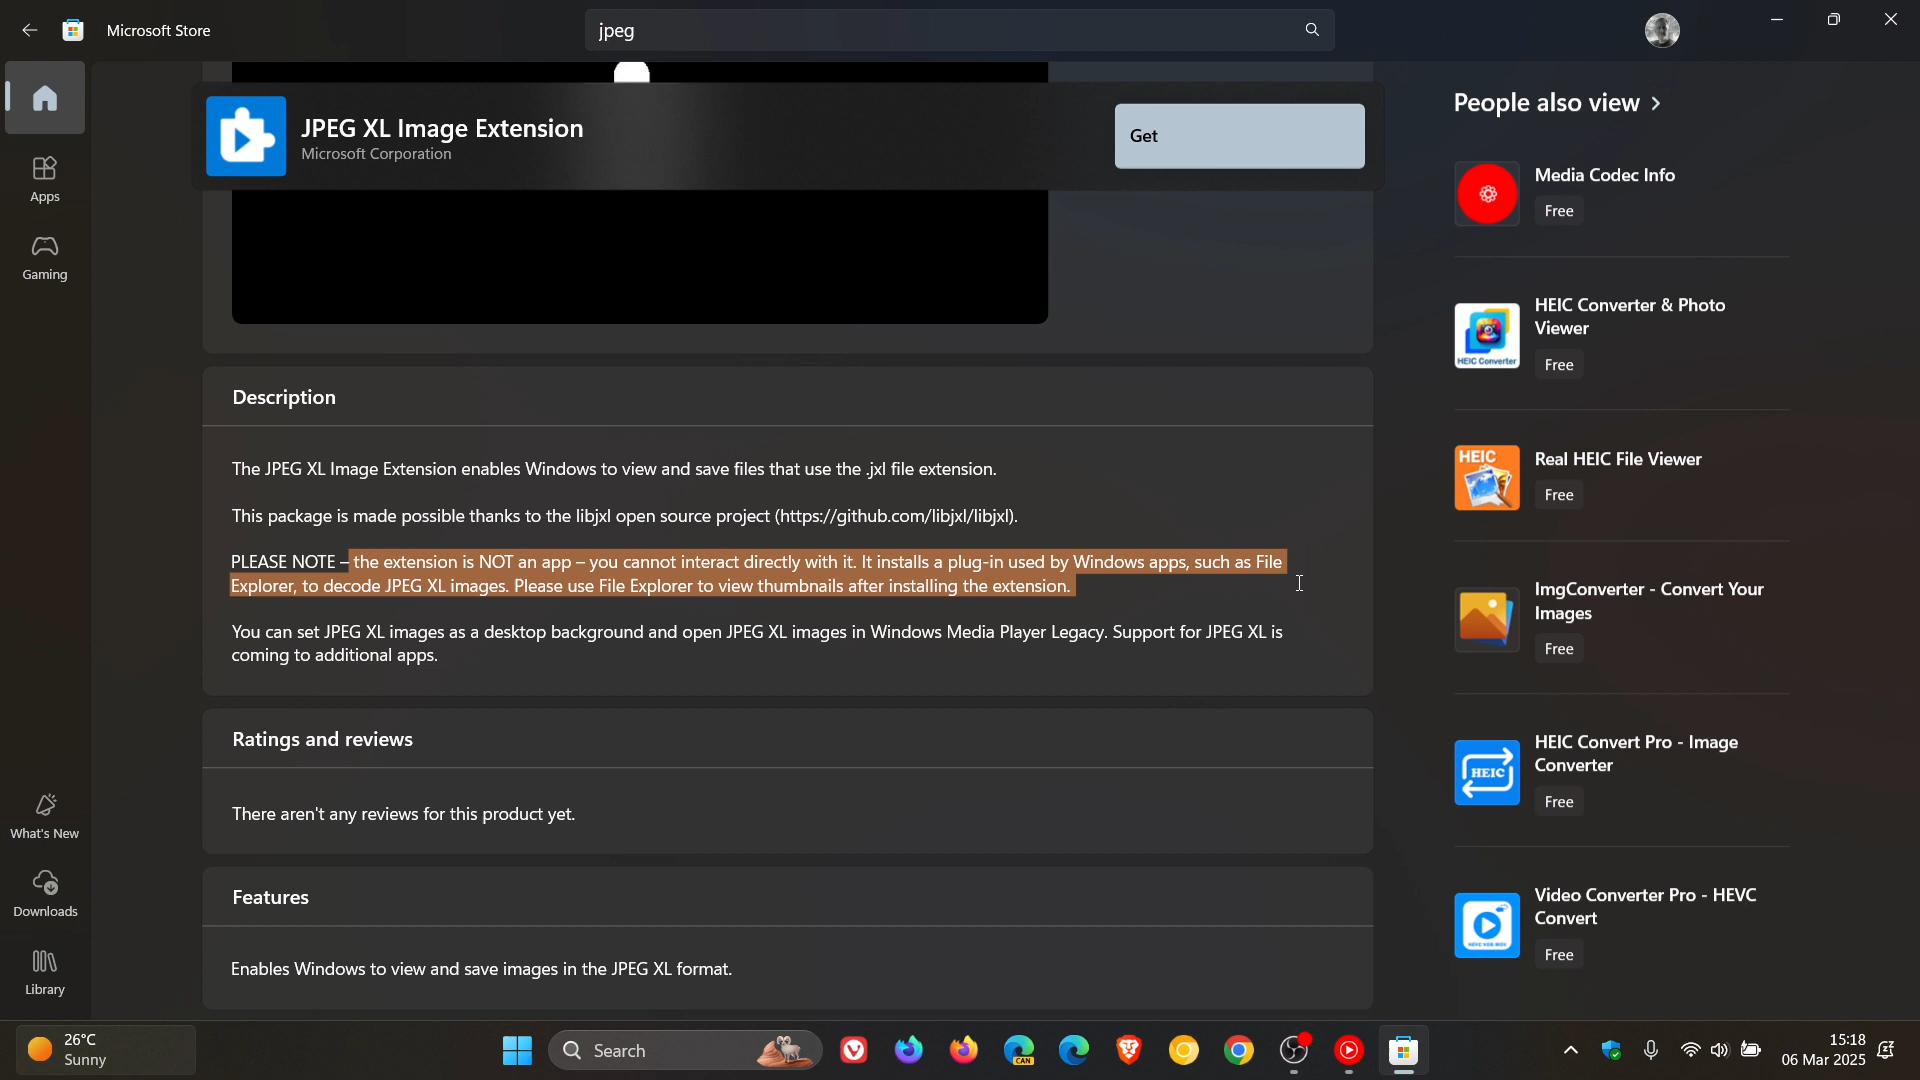 Microsoft Store
jpeg
Apps
Gaming
What's New
Downloads
Library
JPEG XL Image Extension
Microsoft Corporation
Get
Description
The JPEG XL Image Extension enables Windows to view and save files that use the .jxl file extension.
This package is made possible thanks to the libjxl open source project (https://github.com/libjxl/libjxl).
PLEASE NOTE – the extension is NOT an app – you cannot interact directly with it. It installs a plug-in used by Windows apps, such as File
Explorer, to decode JPEG XL images. Please use File Explorer to view thumbnails after installing the extension.
You can set JPEG XL images as a desktop background and open JPEG XL images in Windows Media Player Legacy. Support for JPEG XL is
coming to additional apps.
Ratings and reviews
There aren't any reviews for this product yet.
Features
Enables Windows to view and save images in the JPEG XL format.
People also view
Media Codec Info
Free
HEIC Converter
HEIC Converter & Photo
Viewer
Free
HEIC
Real HEIC File Viewer
Free
ImgConverter - Convert Your
Images
Free
HEIC
HEIC Convert Pro - Image
Converter
Free
Video Converter Pro - HEVC
Convert
Free
26°C
Sunny
Search
CAN
15:18
06 Mar 2025